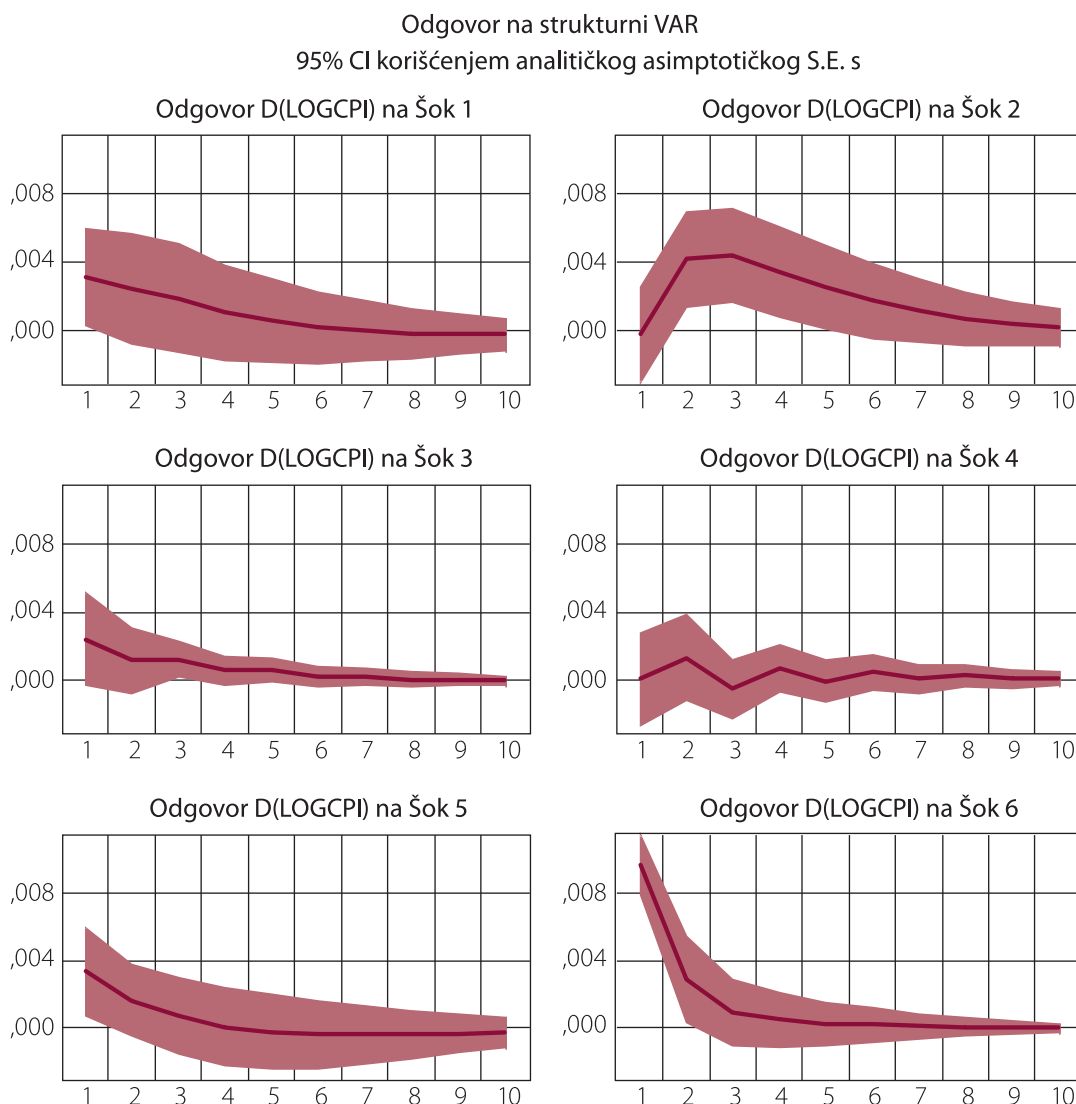 Odgovor na strukturni VAR
95% CI korišćenjem analitičkog asimptotičkog S.E. s
Odgovor D(LOGCPI) na Šok 1
,008
,004
,000
1 2 3 4 5 6 7 8 9 10
Odgovor D(LOGCPI) na Šok 2
,008
,004
,000
1 2 3 4 5 6 7 8 9 10
Odgovor D(LOGCPI) na Šok 3
,008
,004
,000
1 2 3 4 5 6 7 8 9 10
Odgovor D(LOGCPI) na Šok 4
,008
,004
,000
1 2 3 4 5 6 7 8 9 10
Odgovor D(LOGCPI) na Šok 5
,008
,004
,000
1 2 3 4 5 6 7 8 9 10
Odgovor D(LOGCPI) na Šok 6
,008
,004
,000
1 2 3 4 5 6 7 8 9 10